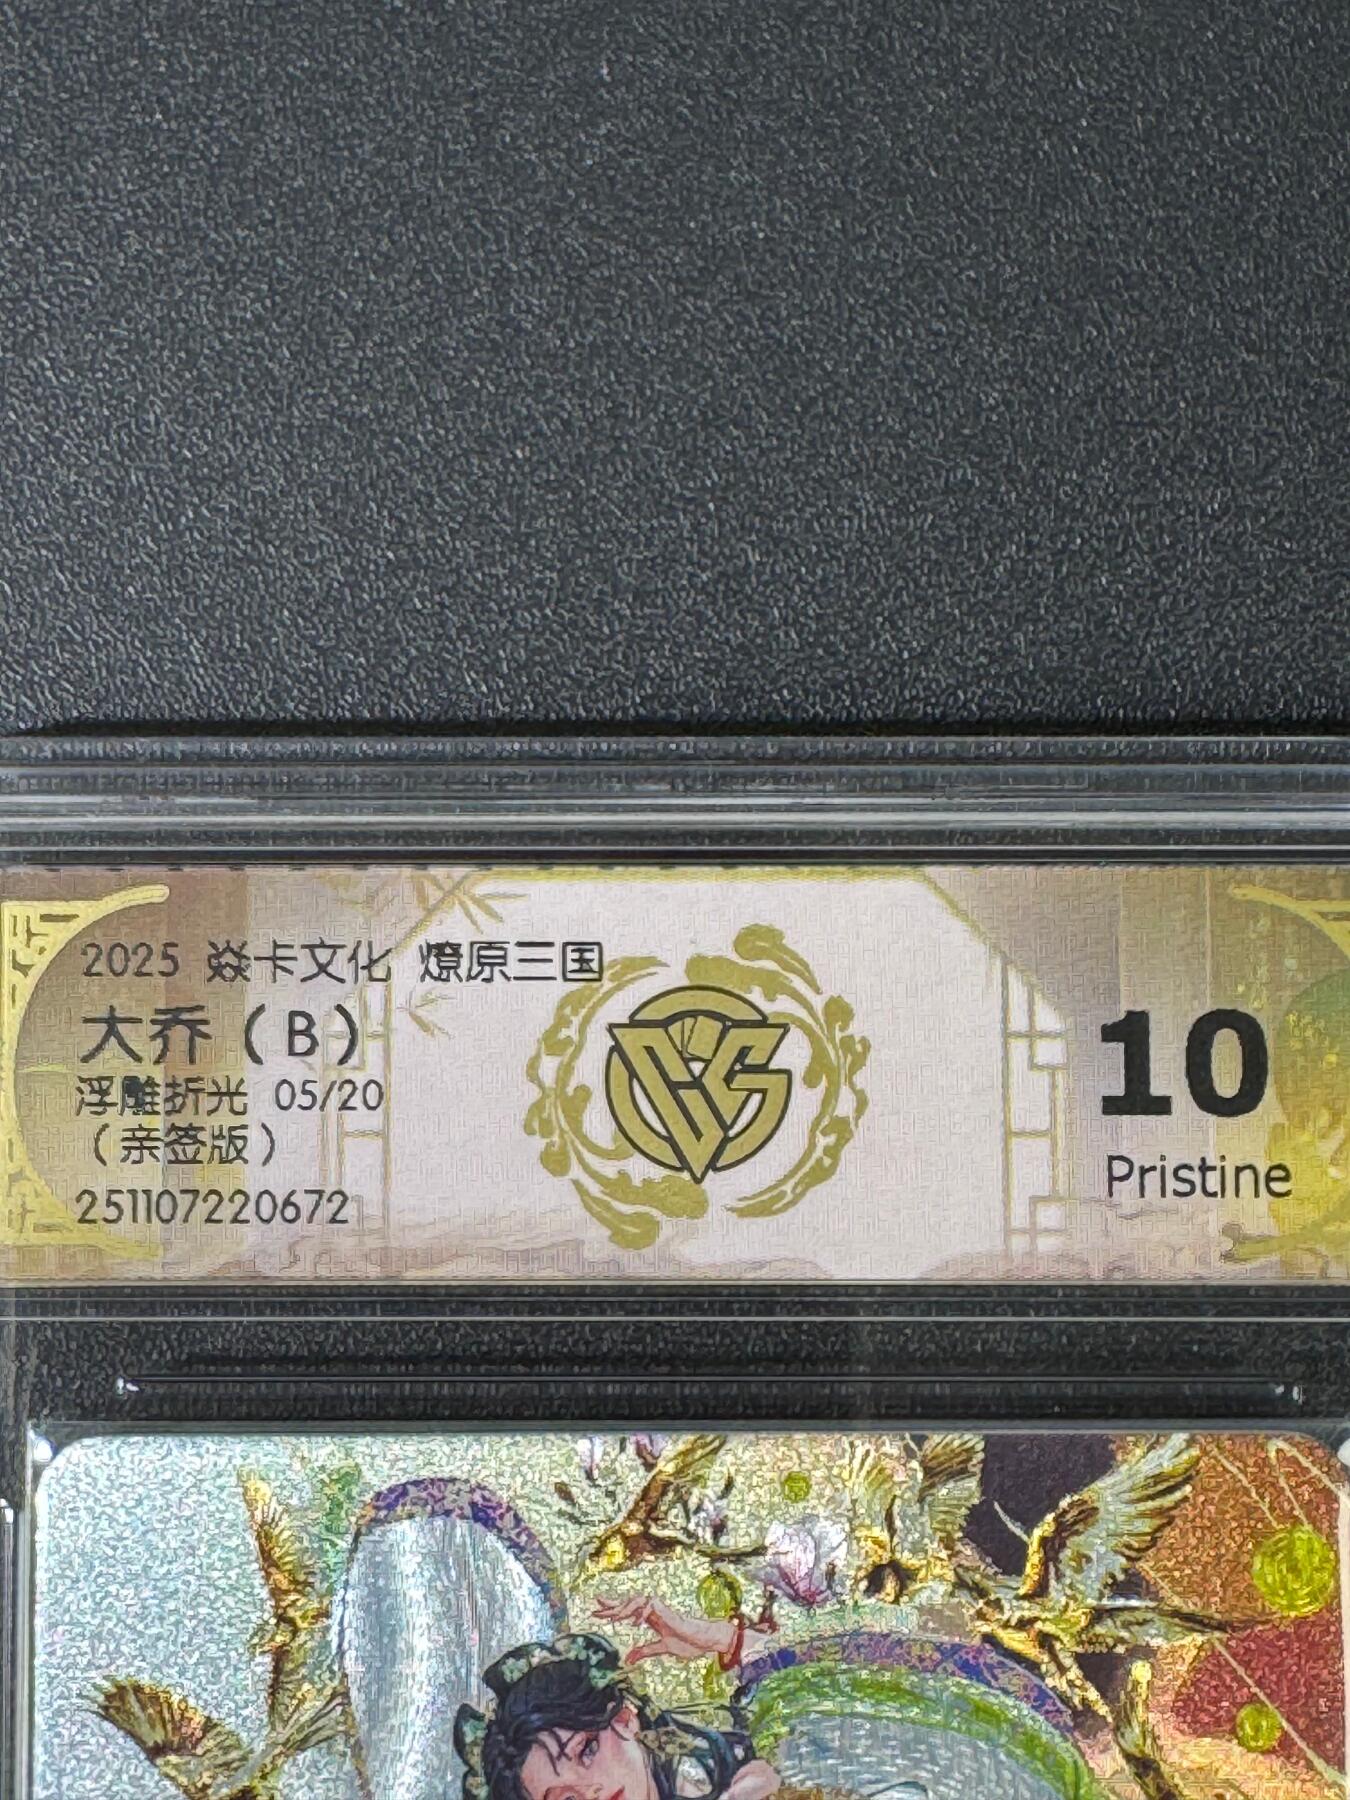 2025 焱卡文化 燎原三国
大乔（B）
浮雕折光 05/20
（亲签版）
251107220672
CVGS
10
Pristine